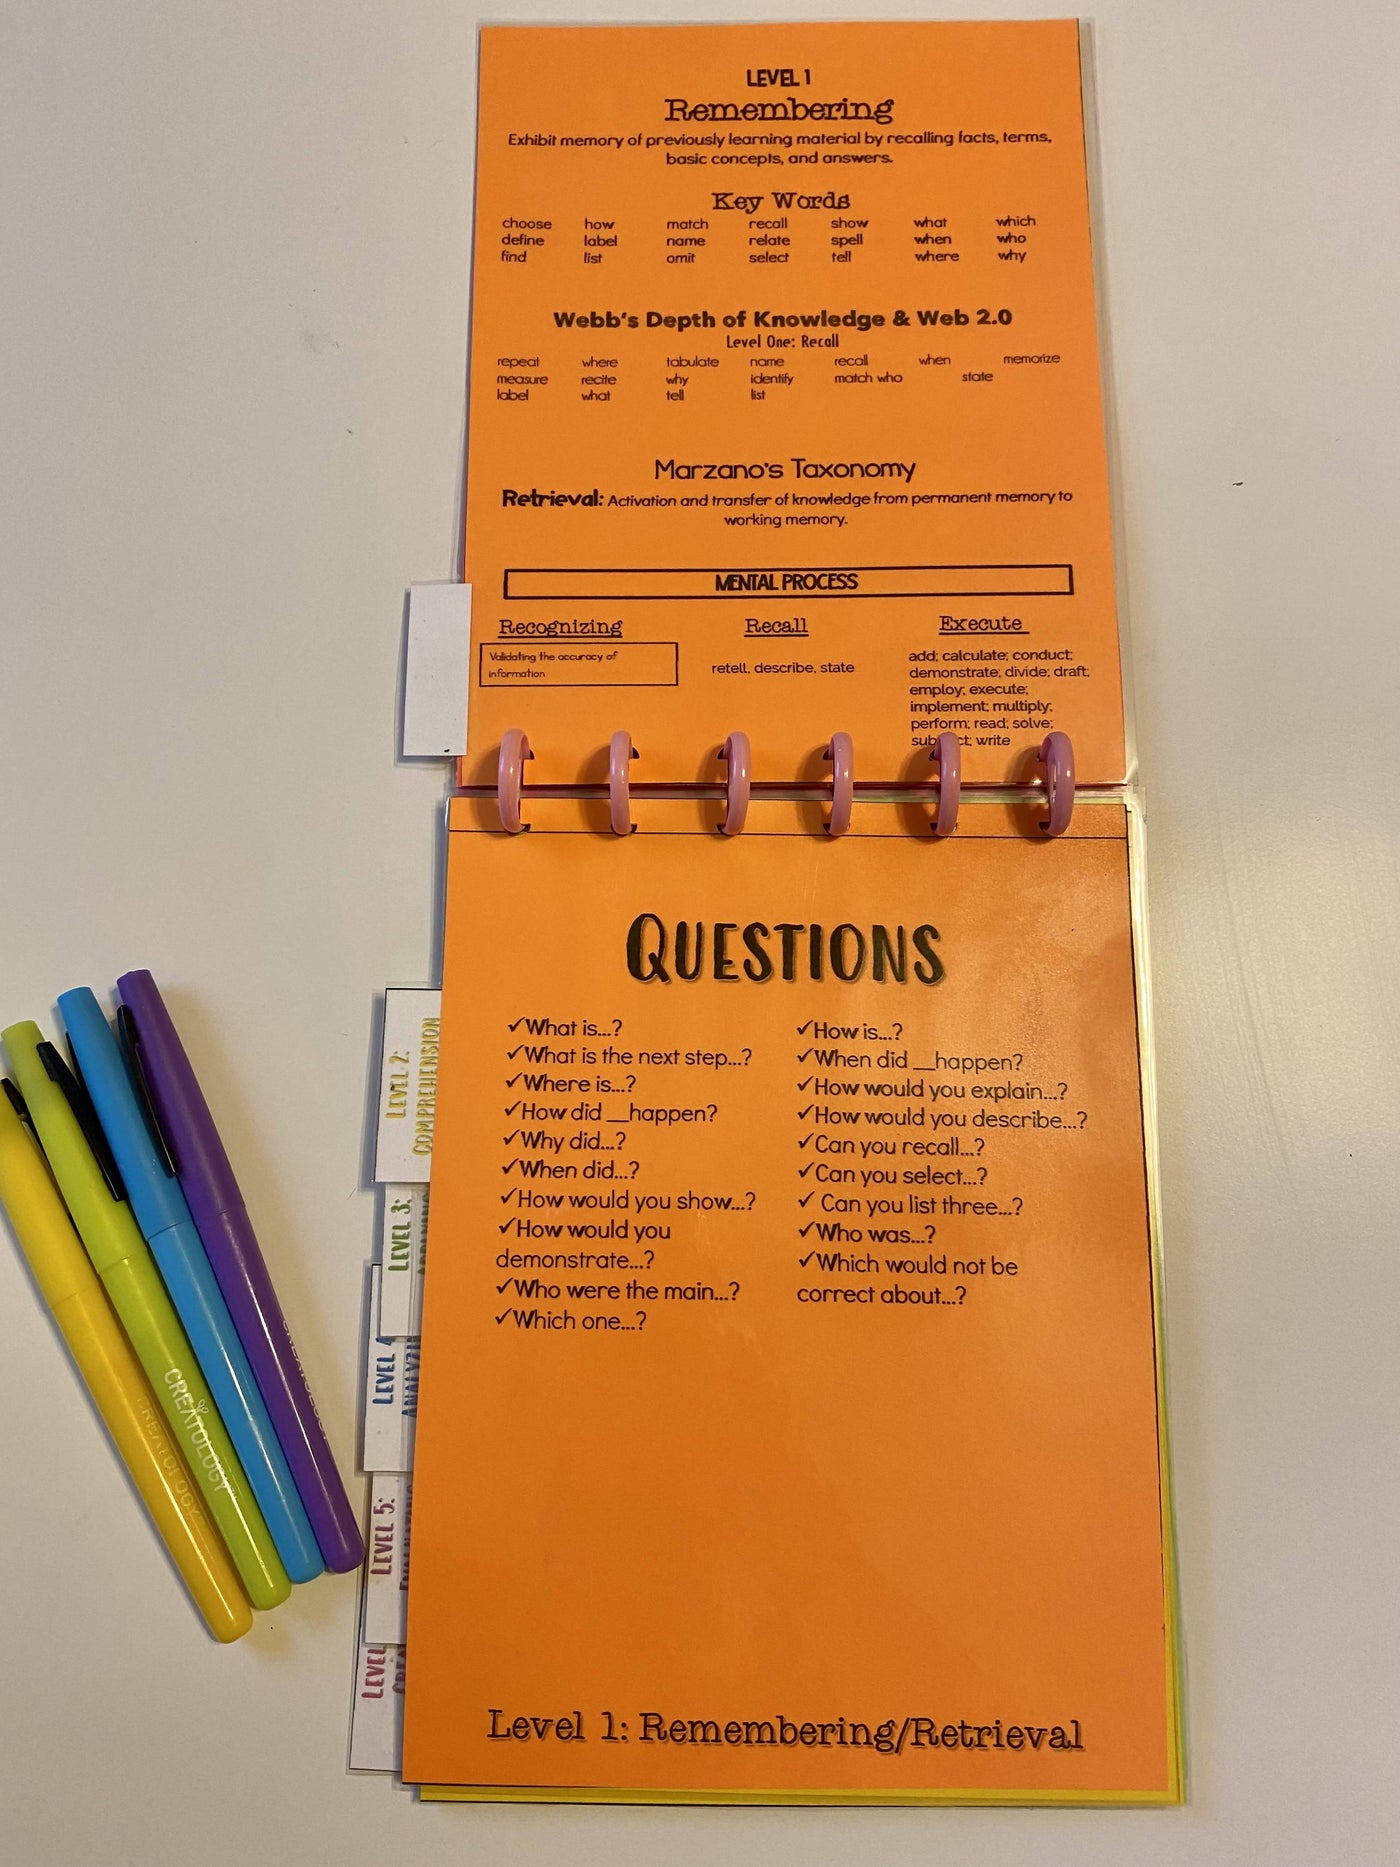 LEVEL 1
Remembering
Exhibit memory of previously learning material by recalling facts, terms,
basic concepts, and answers.
Key Words
choose how match recall show what which
define label name relate spell when who
find list omit select tell where why
Webb's Depth of Knowledge & Web 2.0
Level One: Recall
repeat where tabulate name recall when memorize
measure recite why identify match who state
label what tell list
Marzano's Taxonomy
Retrieval: Activation and transfer of knowledge from permanent memory to
working memory.
MENTAL PROCESS
Recognizing Recall Execute
Validating the accuracy of
information
retell, describe, state
add; calculate; conduct;
demonstrate; divide; draft;
employ; execute;
implement; multiply;
perform; read; solve;
write
QUESTIONS
✓What is...?
✓What is the next step...?
✓Where is...?
✓How did __happen?
✓Why did...?
✓When did...?
✓How would you show...?
✓How would you
demonstrate...?
✓Who were the main...?
✓Which one...?
✓How is...?
✓When did __happen?
✓How would you explain...?
✓How would you describe...?
✓Can you recall...?
✓Can you select...?
✓ Can you list three...?
✓Who was...?
✓Which would not be
correct about...?
Level 1: Remembering/Retrieval
LEVEL 2:
COMPREHENSION
LEVEL 3:
LEVEL 4
LEVEL 5:
LEVEL
CREATOLOGY
CREATOLOGY
CREATOLOGY